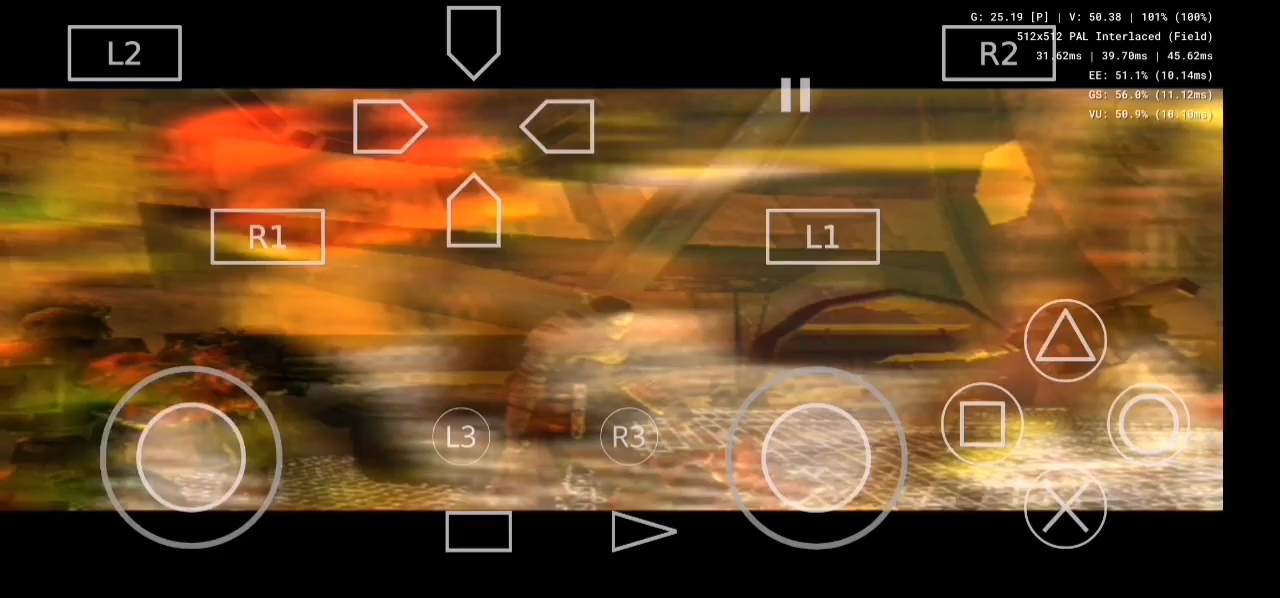 G: 25.19 [P] | V: 50.38 | 101% (100%)
512x512 PAL Interlaced (Field)
31.62ms | 39.70ms | 45.62ms
EE: 51.1% (10.14ms)
GS: 56.0% (11.12ms)
VU: 50.9% (10.10ms)
L2
R2
R1
L1
L3
R3